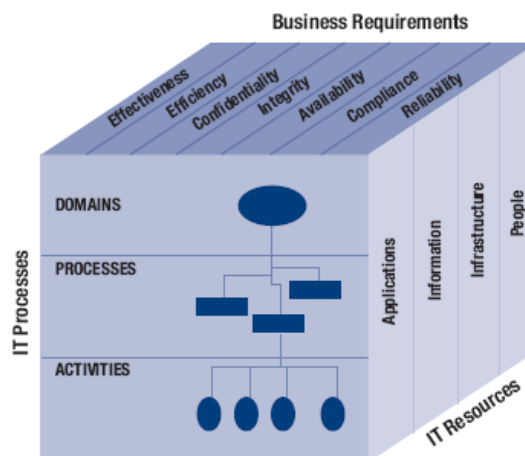 Business Requirements
Effectiveness
Efficiency
Confidentiality
Integrity
Availability
Compliance
Reliability
IT Processes
DOMAINS
PROCESSES
ACTIVITIES
Applications
Information
Infrastructure
People
IT Resources